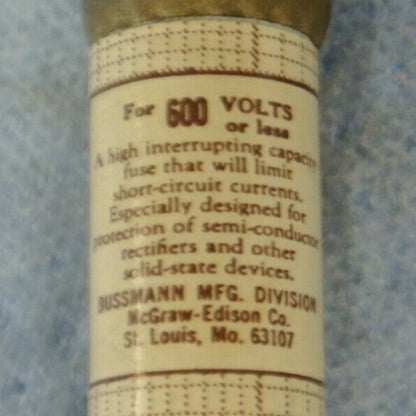 For 600 VOLTS
or less
A high interrupting capacity
fuse that will limit
short-circuit currents.
Especially designed for
protection of semi-conductor
rectifiers and other
solid-state devices.
BUSSMANN MFG. DIVISION
McGraw-Edison Co.
St. Louis, Mo. 63107